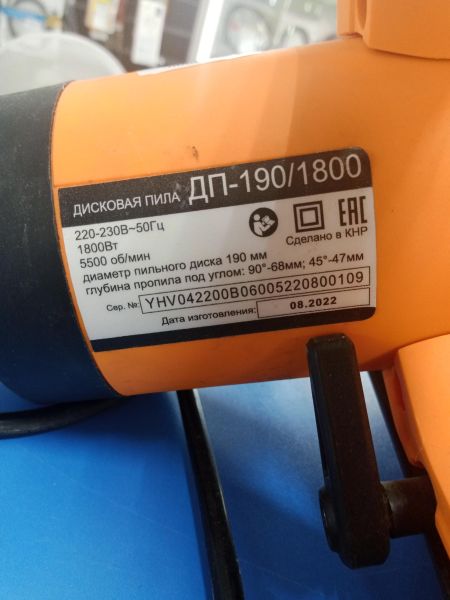 ДИСКОВАЯ ПИЛА ДП-190/1800
220-230В~50Гц
1800Вт
5500 об/мин
диаметр пильного диска 190 мм
глубина пропила под углом: 90°-68мм; 45°-47мм
EAC
Сделано в КНР
Сер. №: YHV042200B06005220800109
Дата изготовления: 08.2022